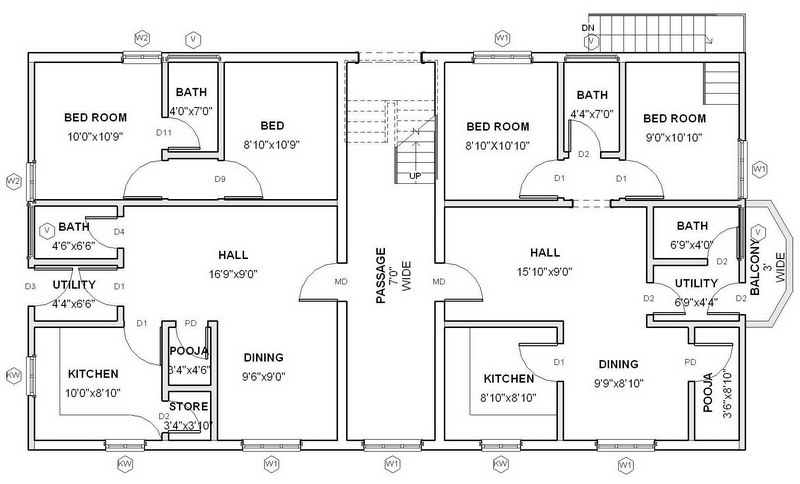 DN
W2
V
W1
V
BED ROOM
10'0"x10'9"
BATH
4'0"x7'0"
D11
BED
8'10"x10'9"
D9
UP
BED ROOM
8'10"X10'10"
BATH
4'4"x7'0"
D2
BED ROOM
9'0"x10'10"
D1
D1
W2
W1
V
BATH
4'6"x6'6"
D4
HALL
16'9"x9'0"
D3
UTILITY
4'4"x6'6"
D1
MD
PASSAGE
7'0"
WIDE
MD
HALL
15'10"x9'0"
BATH
6'9"x4'0"
V
D2
UTILITY
6'9"x4'4"
D2
D2
BALCONY
3'
WIDE
D1
PD
POOJA
3'4"x4'6"
KITCHEN
10'0"x8'10"
KW
D2
STORE
3'4"x3'10"
DINING
9'6"x9'0"
KITCHEN
8'10"x8'10"
D1
DINING
9'9"x8'10"
PD
POOJA
3'6"x8'10"
KW
W1
W1
KW
W1